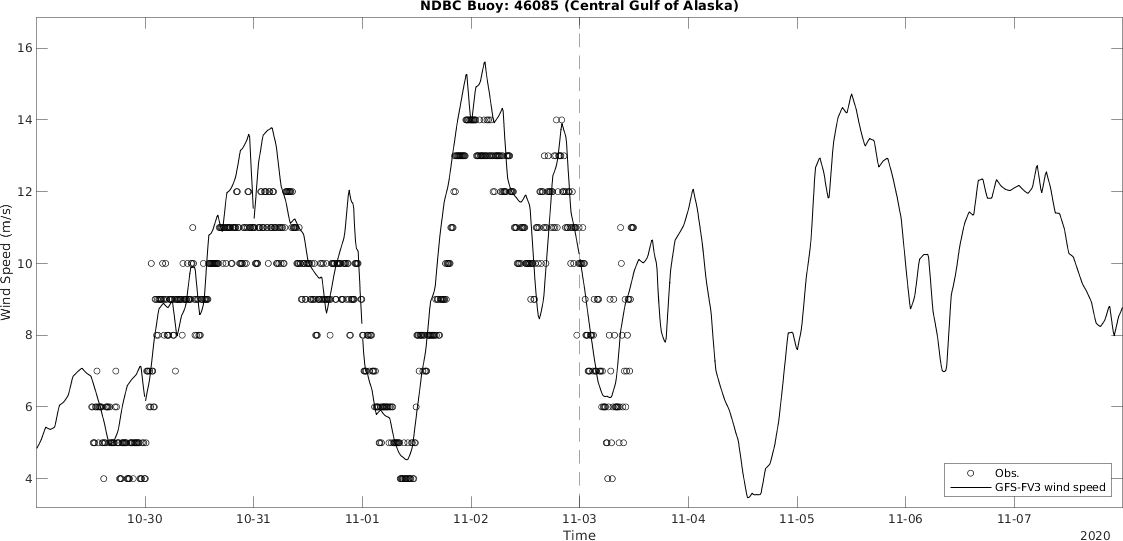 NDBC Buoy: 46085 (Central Gulf of Alaska)
16
14
12
10
8
6
4
Wind Speed (m/s)
Obs.
GFS-FV3 wind speed
10-30 10-31 11-01 11-02 11-03 11-04 11-05 11-06 11-07
Time
2020